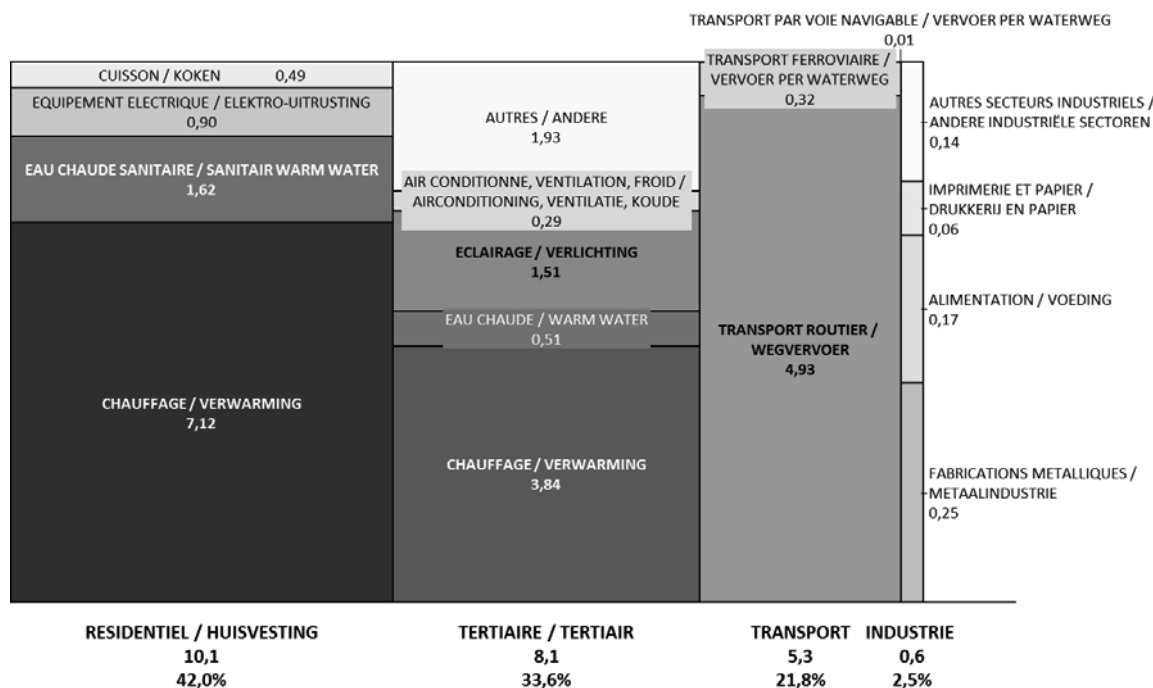 TRANSPORT PAR VOIE NAVIGABLE / VERVOER PER WATERWEG
0,01
CUISSON / KOKEN 0,49
EQUIPEMENT ELECTRIQUE / ELEKTRO-UITRUSTING
0,90
EAU CHAUDE SANITAIRE / SANITAIR WARM WATER
1,62
CHAUFFAGE / VERWARMING
7,12
AUTRES / ANDERE
1,93
AIR CONDITIONNE, VENTILATION, FROID /
AIRCONDITIONING, VENTILATIE, KOUDE
0,29
ECLAIRAGE / VERLICHTING
1,51
EAU CHAUDE / WARM WATER
0,51
CHAUFFAGE / VERWARMING
3,84
TRANSPORT FERROVIAIRE /
VERVOER PER WATERWEG
0,32
TRANSPORT ROUTIER /
WEGVERVOER
4,93
AUTRES SECTEURS INDUSTRIELS /
ANDERE INDUSTRIËLE SECTOREN
0,14
IMPRIMERIE ET PAPIER /
DRUKKERIJ EN PAPIER
0,06
ALIMENTATION / VOEDING
0,17
FABRICATIONS METALLIQUES /
METAALINDUSTRIE
0,25
RESIDENTIEL / HUISVESTING
10,1
42,0%
TERTIAIRE / TERTIAIR
8,1
33,6%
TRANSPORT
5,3
21,8%
INDUSTRIE
0,6
2,5%